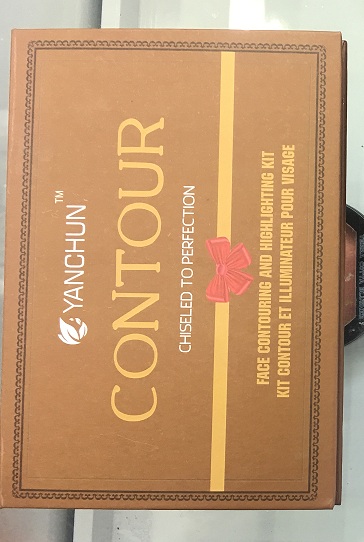 YANCHUN™
CONTOUR
CHISELED TO PERFECTION
FACE CONTOURING AND HIGHLIGHTING KIT
KIT CONTOUR ET ILLUMINATEUR POUR VISAGE